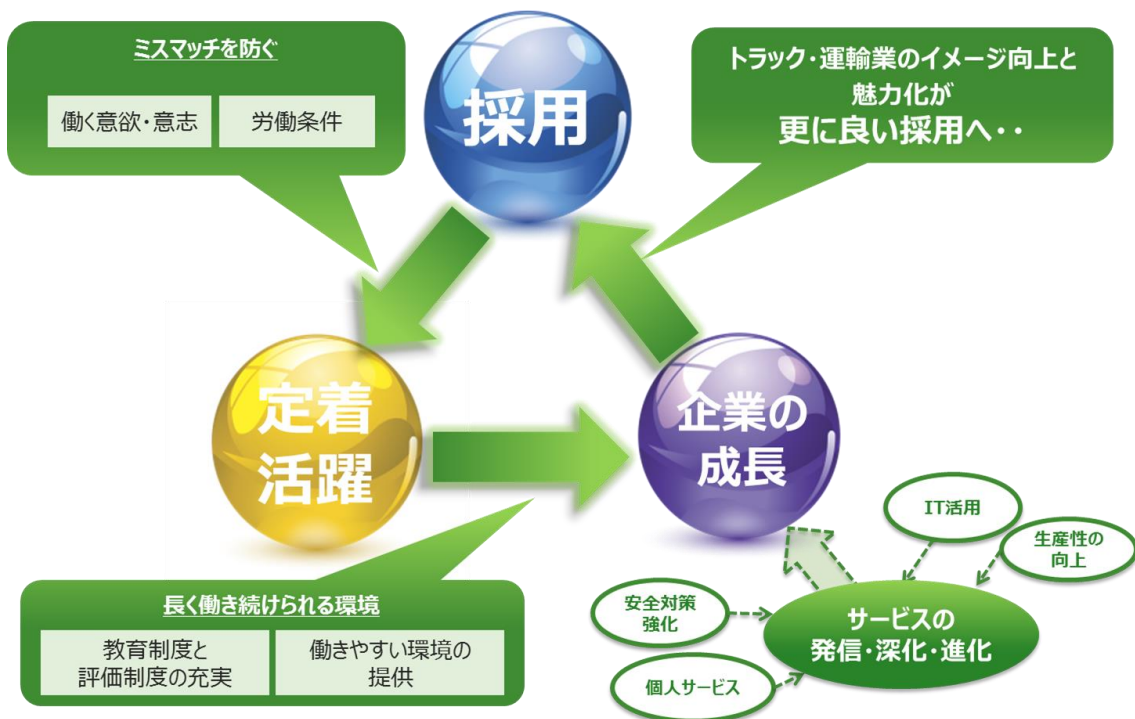 ミスマッチを防ぐ
働く意欲・意志
労働条件
採用
トラック・運輸業のイメージ向上と
魅力化が
更に良い採用へ・・
定着
活躍
企業の
成長
長く働き続けられる環境
教育制度と
評価制度の充実
働きやすい環境の
提供
IT活用
生産性の
向上
安全対策
強化
個人サービス
サービスの
発信・深化・進化